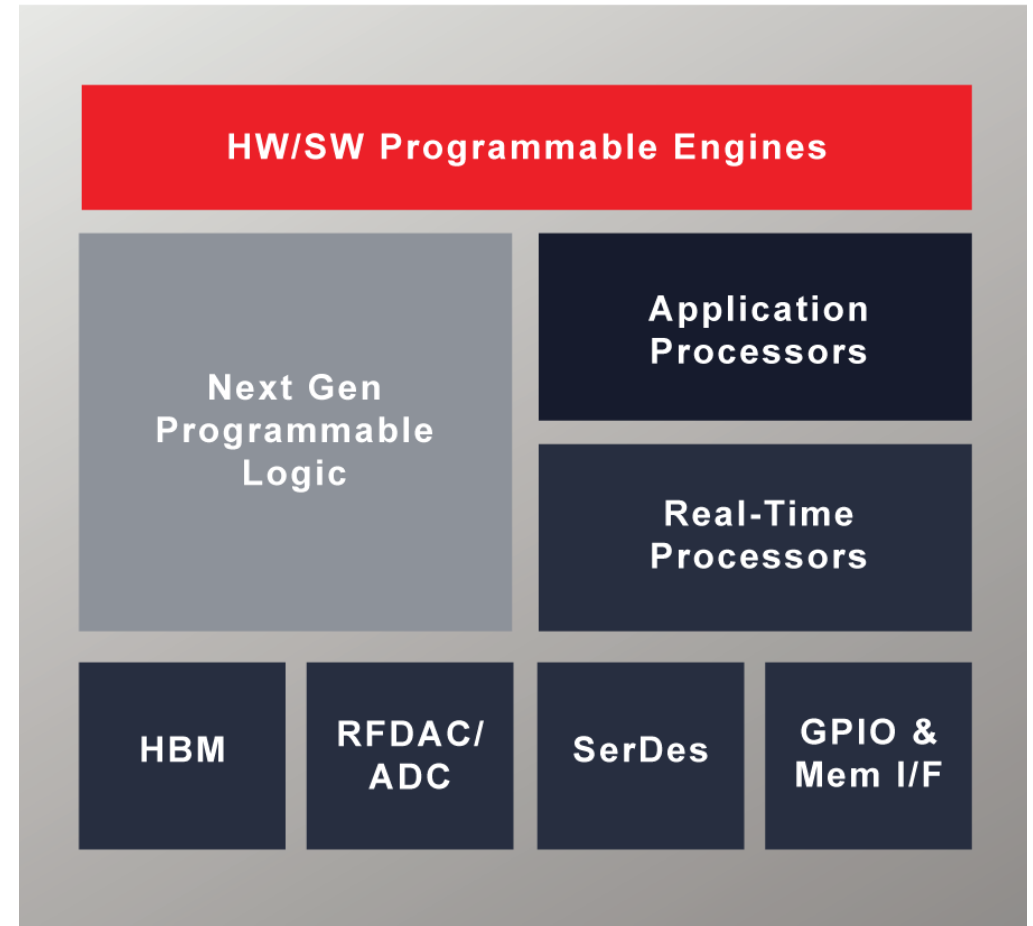 HW/SW Programmable Engines
Next Gen
Programmable
Logic
Application
Processors
Real-Time
Processors
HBM
RFDAC/
ADC
SerDes
GPIO &
Mem I/F